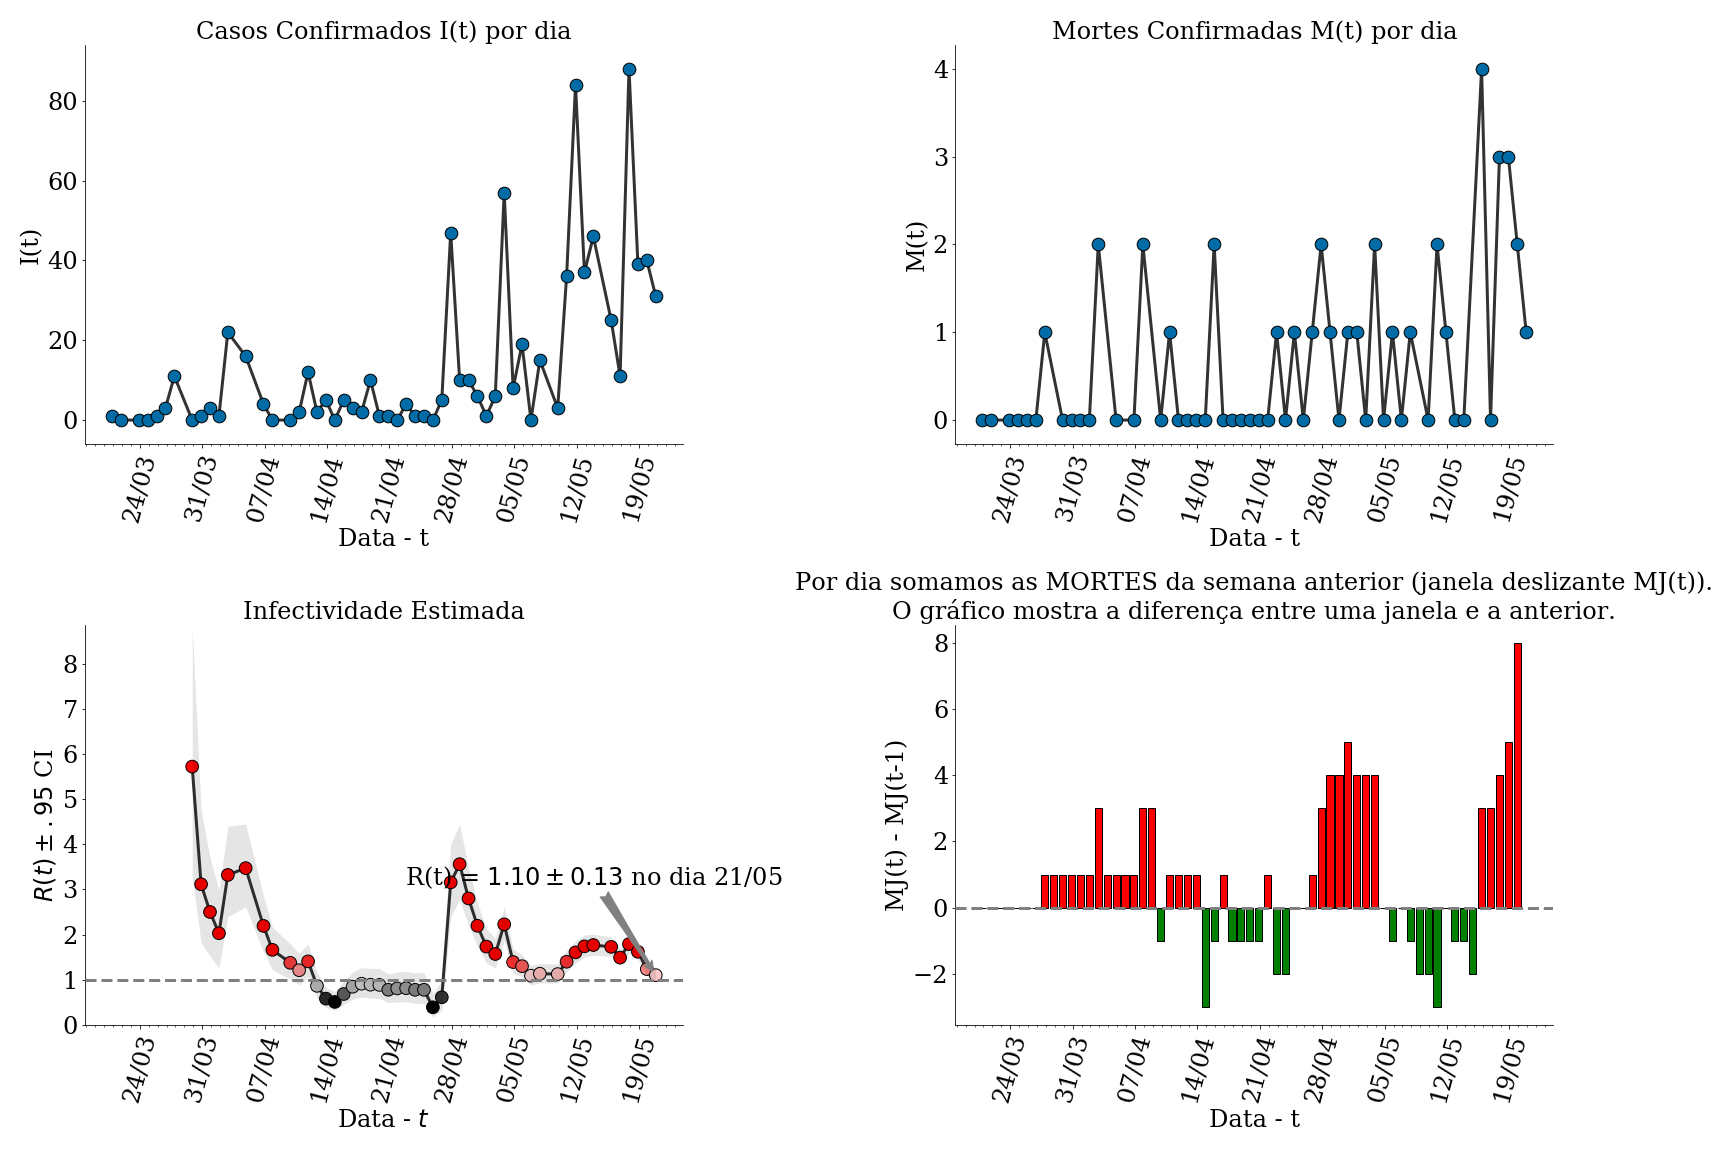 Casos Confirmados I(t) por dia
I(t)
80
60
40
20
0
24/03 31/03 07/04 14/04 21/04 28/04 05/05 12/05 19/05
Data - t
Mortes Confirmadas M(t) por dia
M(t)
4
3
2
1
0
24/03 31/03 07/04 14/04 21/04 28/04 05/05 12/05 19/05
Data - t
Infectividade Estimada
R(t) ± .95 CI
8
7
6
5
4
3
2
1
0
R(t) = 1.10 ± 0.13 no dia 21/05
24/03 31/03 07/04 14/04 21/04 28/04 05/05 12/05 19/05
Data - t
Por dia somamos as MORTES da semana anterior (janela deslizante MJ(t)).
O gráfico mostra a diferença entre uma janela e a anterior.
MJ(t) - MJ(t-1)
8
6
4
2
0
−2
24/03 31/03 07/04 14/04 21/04 28/04 05/05 12/05 19/05
Data - t